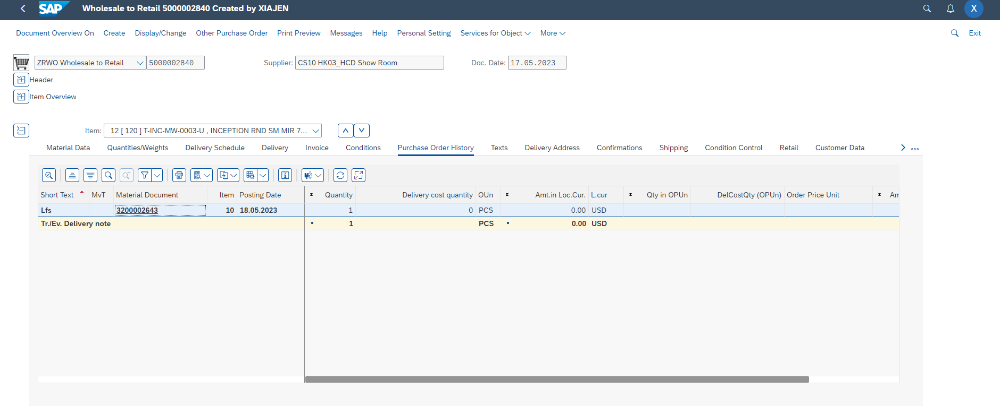 SAP Wholesale to Retail 5000002840 Created by XIAJEN X
Document Overview On Create Display/Change Other Purchase Order Print Preview Messages Help Personal Setting Services for Object More Exit
ZRWO Wholesale to Retail 5000002840 Supplier: CS10 HK03_HCD Show Room Doc. Date: 17.05.2023
Header
Item Overview
Item: 12 [ 120 ] T-INC-MW-0003-U , INCEPTION RND SM MIR 7...
Material Data Quantities/Weights Delivery Schedule Delivery Invoice Conditions Purchase Order History Texts Delivery Address Confirmations Shipping Condition Control Retail Customer Data
Short Text MvT Material Document Item Posting Date Σ Quantity Delivery cost quantity OUn Σ Amt.in Loc.Cur. L.cur Σ Qty in OPUn DelCostQty (OPUn) Order Price Unit Σ Am
Lfs 3200002643 10 18.05.2023 1 0 PCS 0.00 USD
Tr./Ev. Delivery note ▪ 1 PCS ▪ 0.00 USD